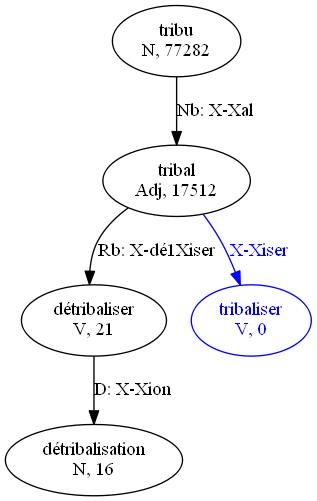 tribu
N, 77282
Nb: X-Xal
tribal
Adj, 17512
Rb: X-dé1Xiser
X-Xiser
détribaliser
V, 21
tribaliser
V, 0
D: X-Xion
détribalisation
N, 16